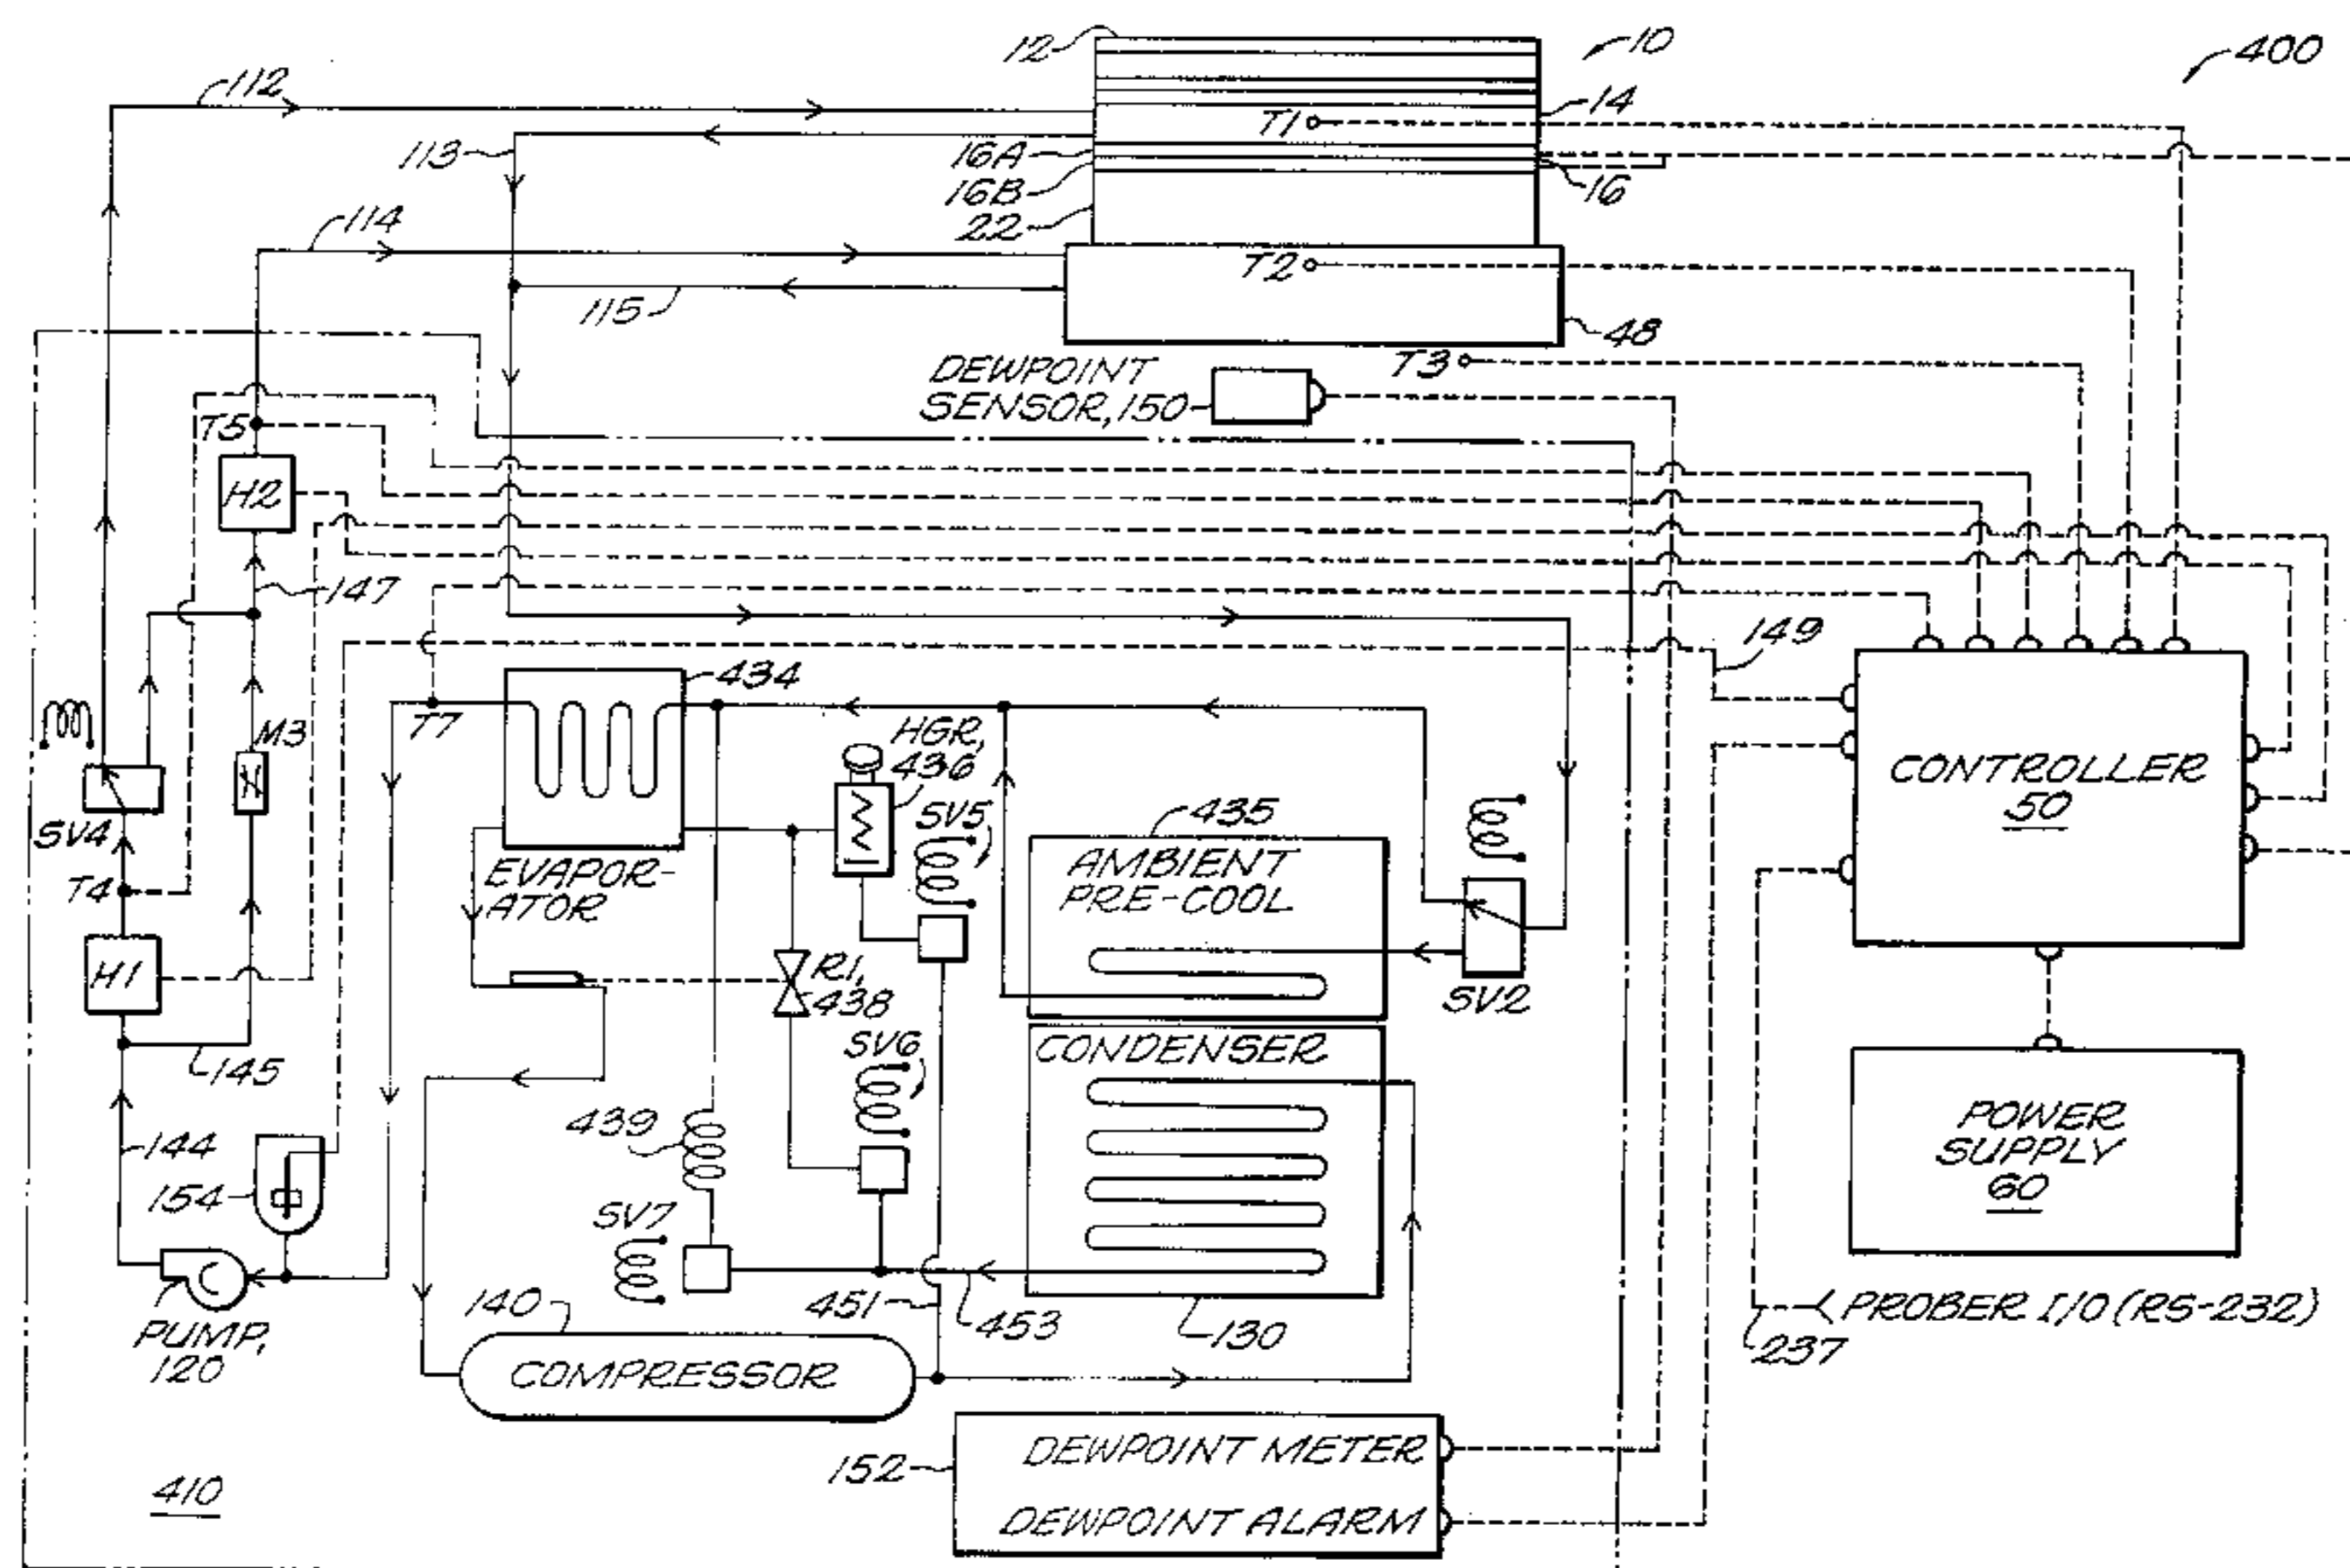 12
10
400
112
14
T1
113
16A
16B
16
22
114
T2
115
48
T3
DEWPOINT
SENSOR, 150
T5
H2
147
149
434
T7
M3
HGR,
436
SV4
SV5
435
AMBIENT
PRE-COOL
CONTROLLER
50
EVAPOR-
ATOR
T4
H1
R1,
438
SV2
SV6
CONDENSER
145
439
144
154
POWER
SUPPLY
60
SV7
140
451
453
130
PROBER I/O (RS-232)
237
PUMP,
120
COMPRESSOR
152
DEWPOINT METER
DEWPOINT ALARM
410